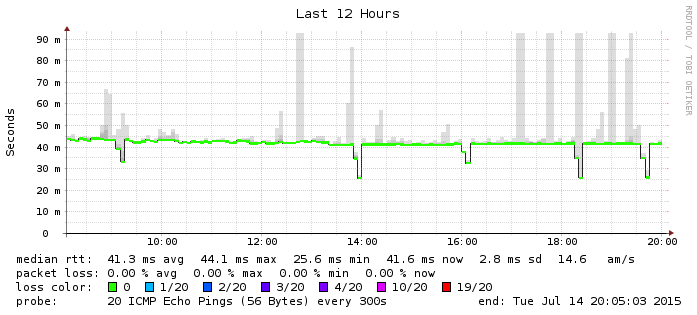 Last 12 Hours
RRDTOOL / TOBI OETIKER
Seconds
90 m
80 m
70 m
60 m
50 m
40 m
30 m
20 m
10 m
0
10:00 12:00 14:00 16:00 18:00 20:00
median rtt: 41.3 ms avg 44.1 ms max 25.6 ms min 41.6 ms now 2.8 ms sd 14.6 am/s
packet loss: 0.00 % avg 0.00 % max 0.00 % min 0.00 % now
loss color: 0 1/20 2/20 3/20 4/20 10/20 19/20
probe: 20 ICMP Echo Pings (56 Bytes) every 300s end: Tue Jul 14 20:05:03 2015